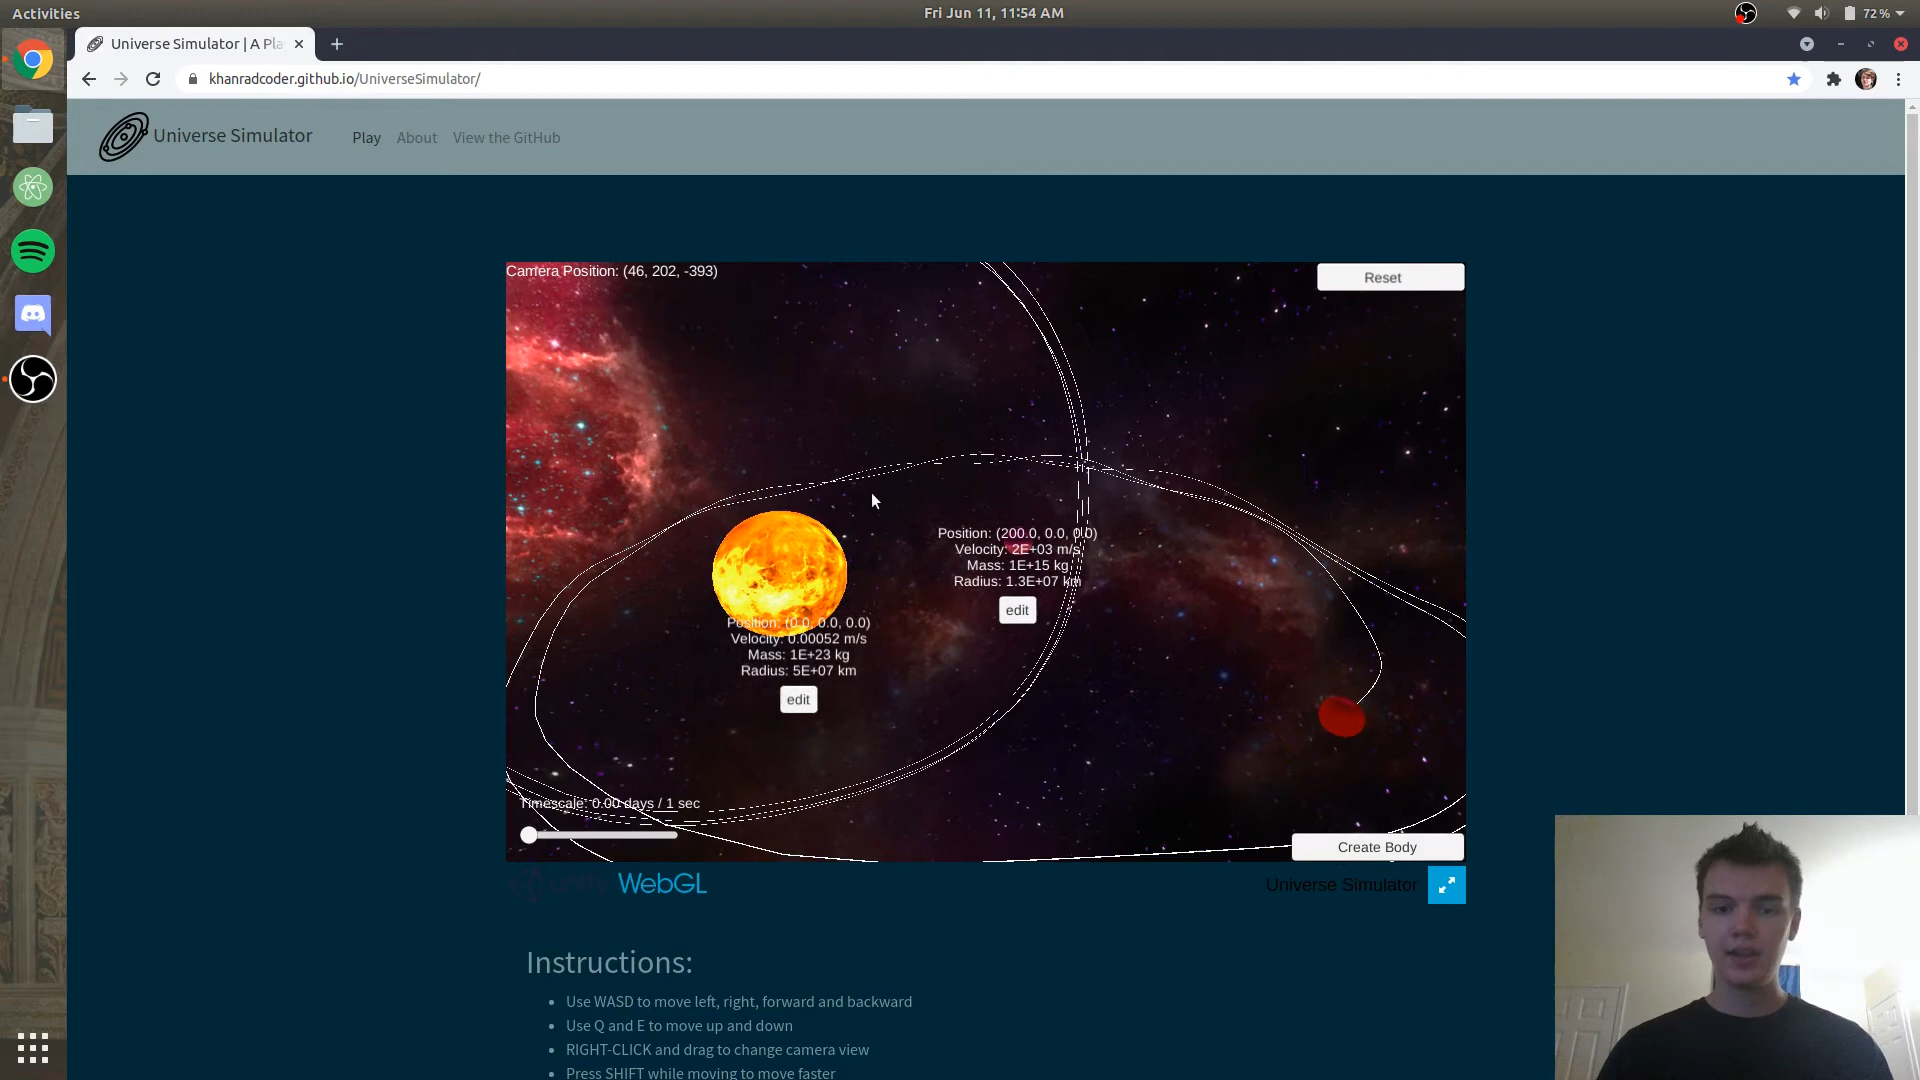 Activities
Fri Jun 11, 11:54 AM
72 %
Universe Simulator | A Pla
khanradcoder.github.io/UniverseSimulator/
Universe Simulator
Play
About
View the GitHub
Camera Position: (46, 202, -393)
Reset
Position: (200.0, 0.0, 0.0)
Velocity: 2E+03 m/s
Mass: 1E+15 kg
Radius: 1.3E+07 km
edit
Position: (0.0, 0.0, 0.0)
Velocity: 0.00052 m/s
Mass: 1E+23 kg
Radius: 5E+07 km
edit
Timescale: 0.00 days / 1 sec
Create Body
unity WebGL
Universe Simulator
Instructions:
• Use WASD to move left, right, forward and backward
• Use Q and E to move up and down
• RIGHT-CLICK and drag to change camera view
• Press SHIFT while moving to move faster